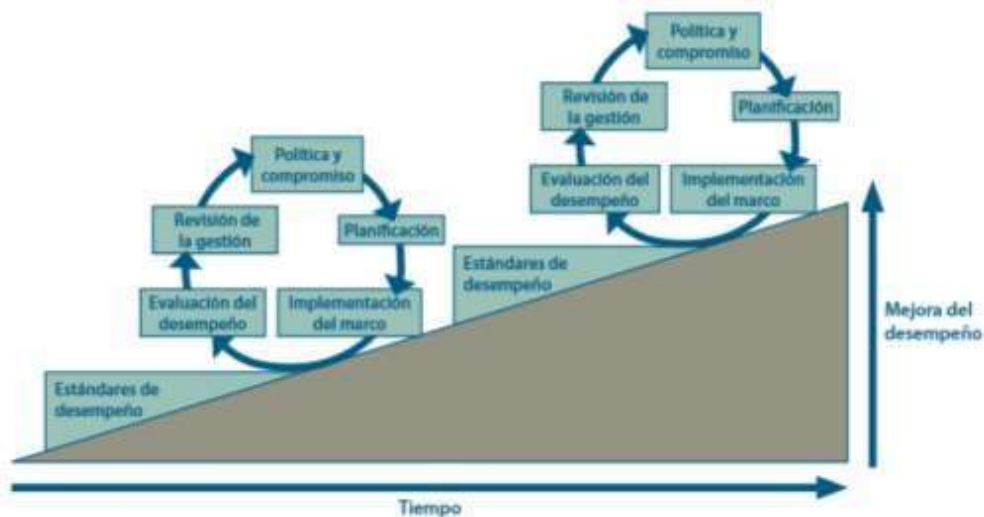 Política y
compromiso
Revisión de
la gestión
Planificación
Evaluación del
desempeño
Implementación
del marco
Estándares de
desempeño
Política y
compromiso
Revisión de
la gestión
Planificación
Evaluación del
desempeño
Implementación
del marco
Estándares de
desempeño
Mejora del
desempeño
Tiempo